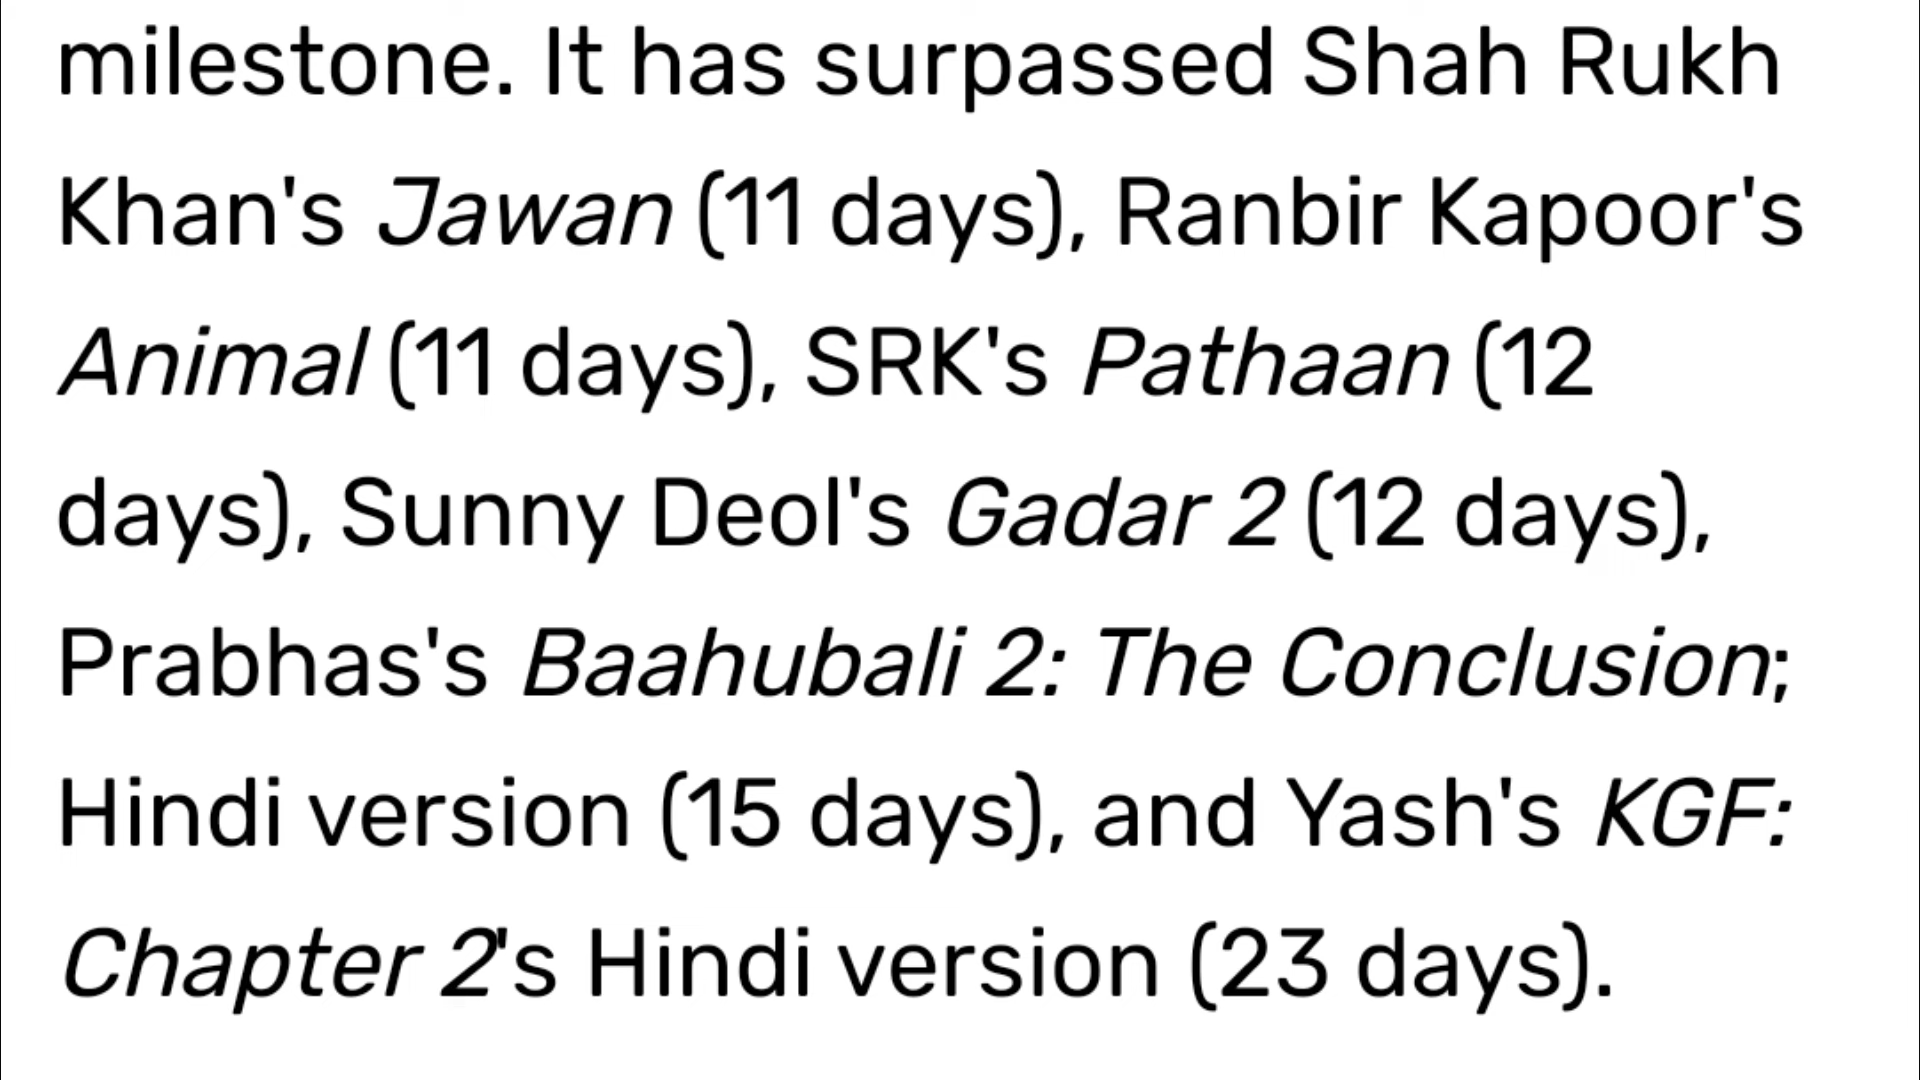 milestone. It has surpassed Shah Rukh
Khan's Jawan (11 days), Ranbir Kapoor's
Animal (11 days), SRK's Pathaan (12
days), Sunny Deol's Gadar 2 (12 days),
Prabhas's Baahubali 2: The Conclusion;
Hindi version (15 days), and Yash's KGF:
Chapter 2's Hindi version (23 days).